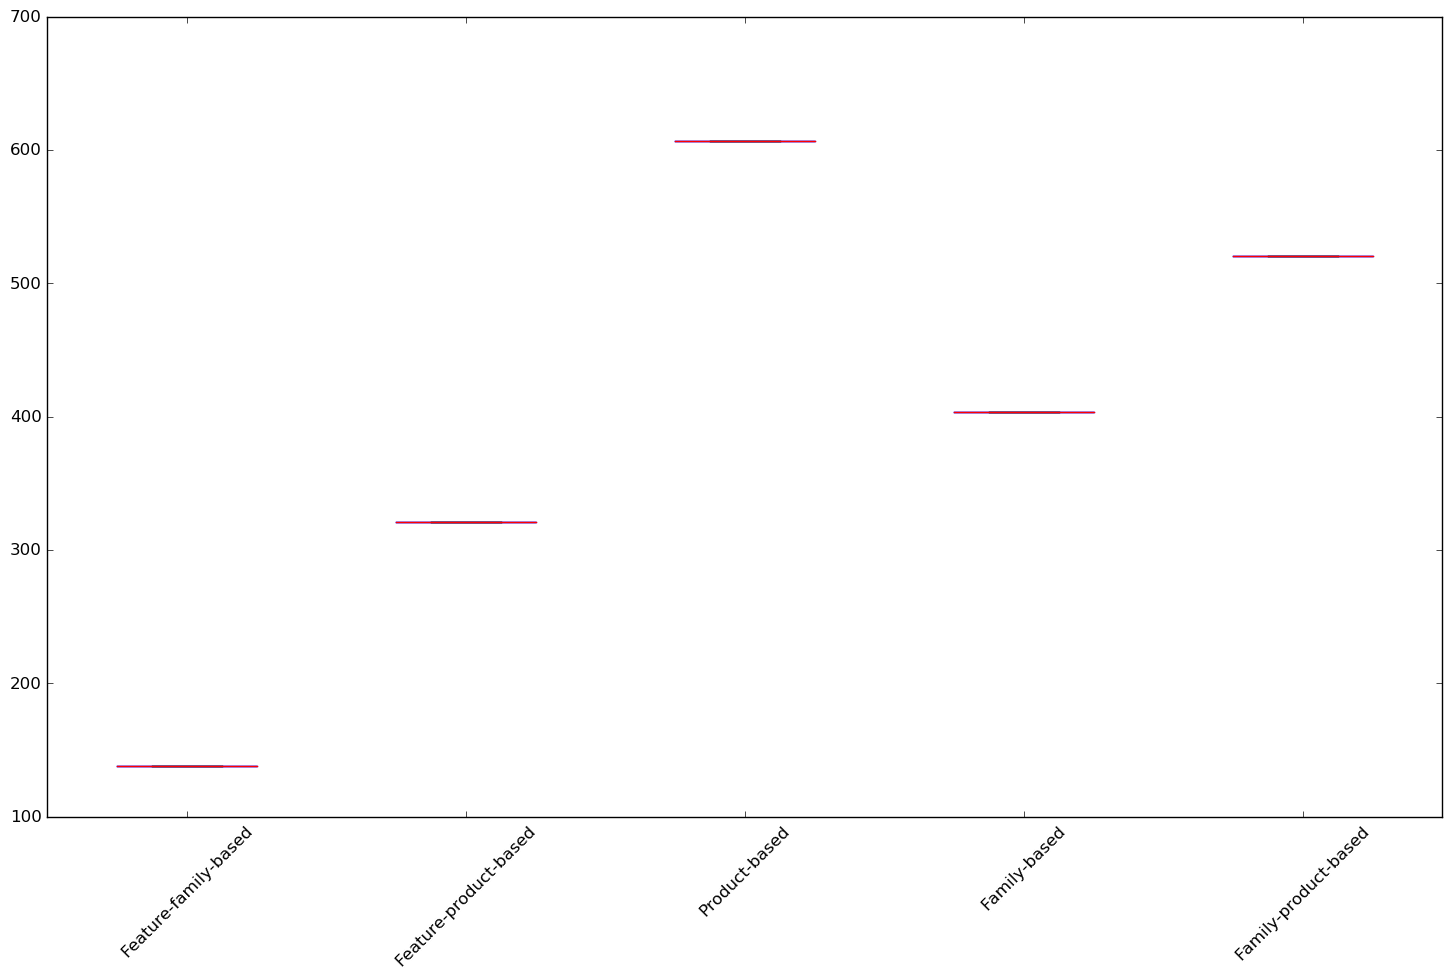 700
600
500
400
300
200
100
Feature-family-based
Feature-product-based
Product-based
Family-based
Family-product-based